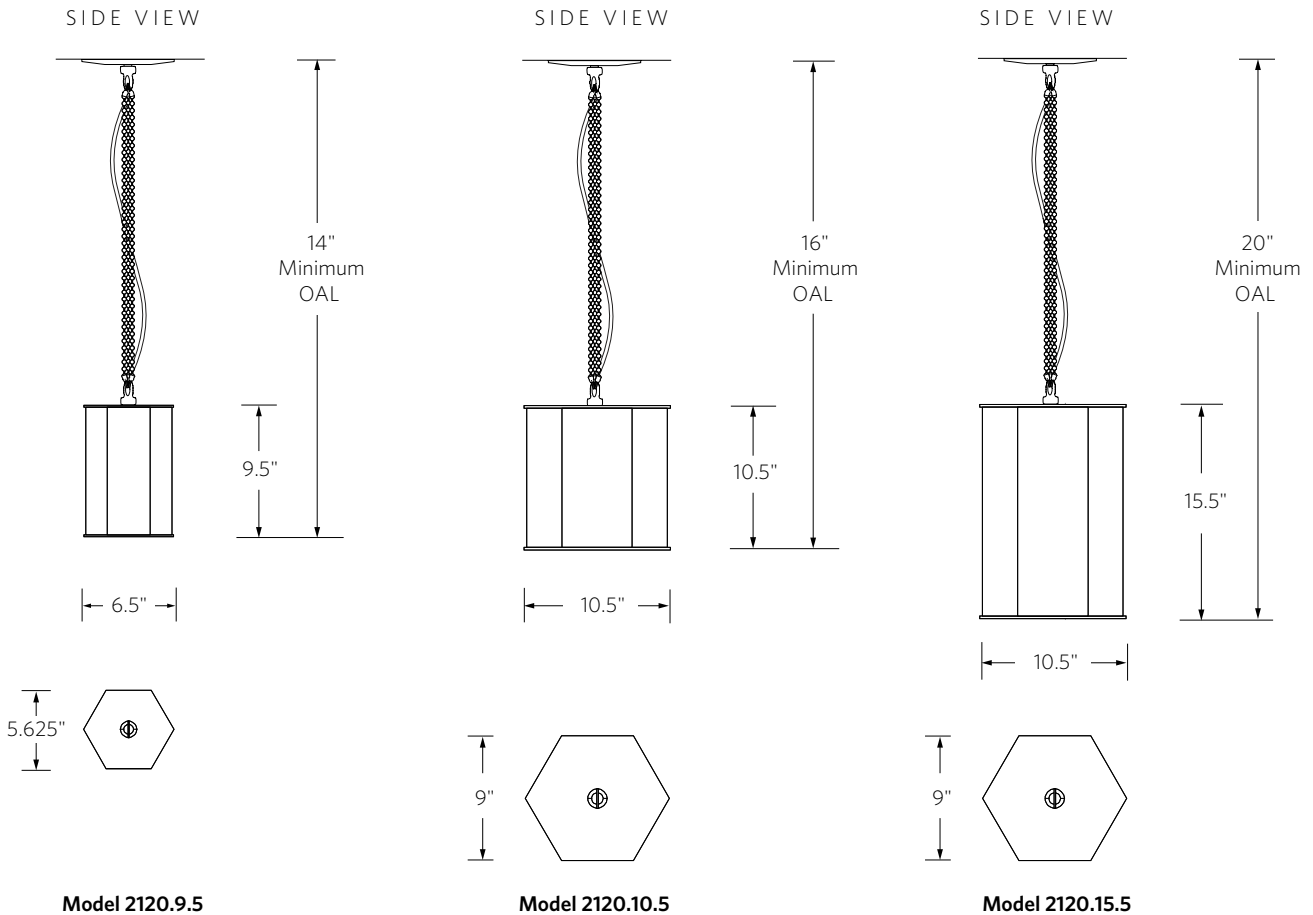 SIDE VIEW
14"
Minimum
OAL
9.5"
6.5"
5.625"
Model 2120.9.5
SIDE VIEW
16"
Minimum
OAL
10.5"
10.5"
9"
Model 2120.10.5
SIDE VIEW
20"
Minimum
OAL
15.5"
10.5"
9"
Model 2120.15.5